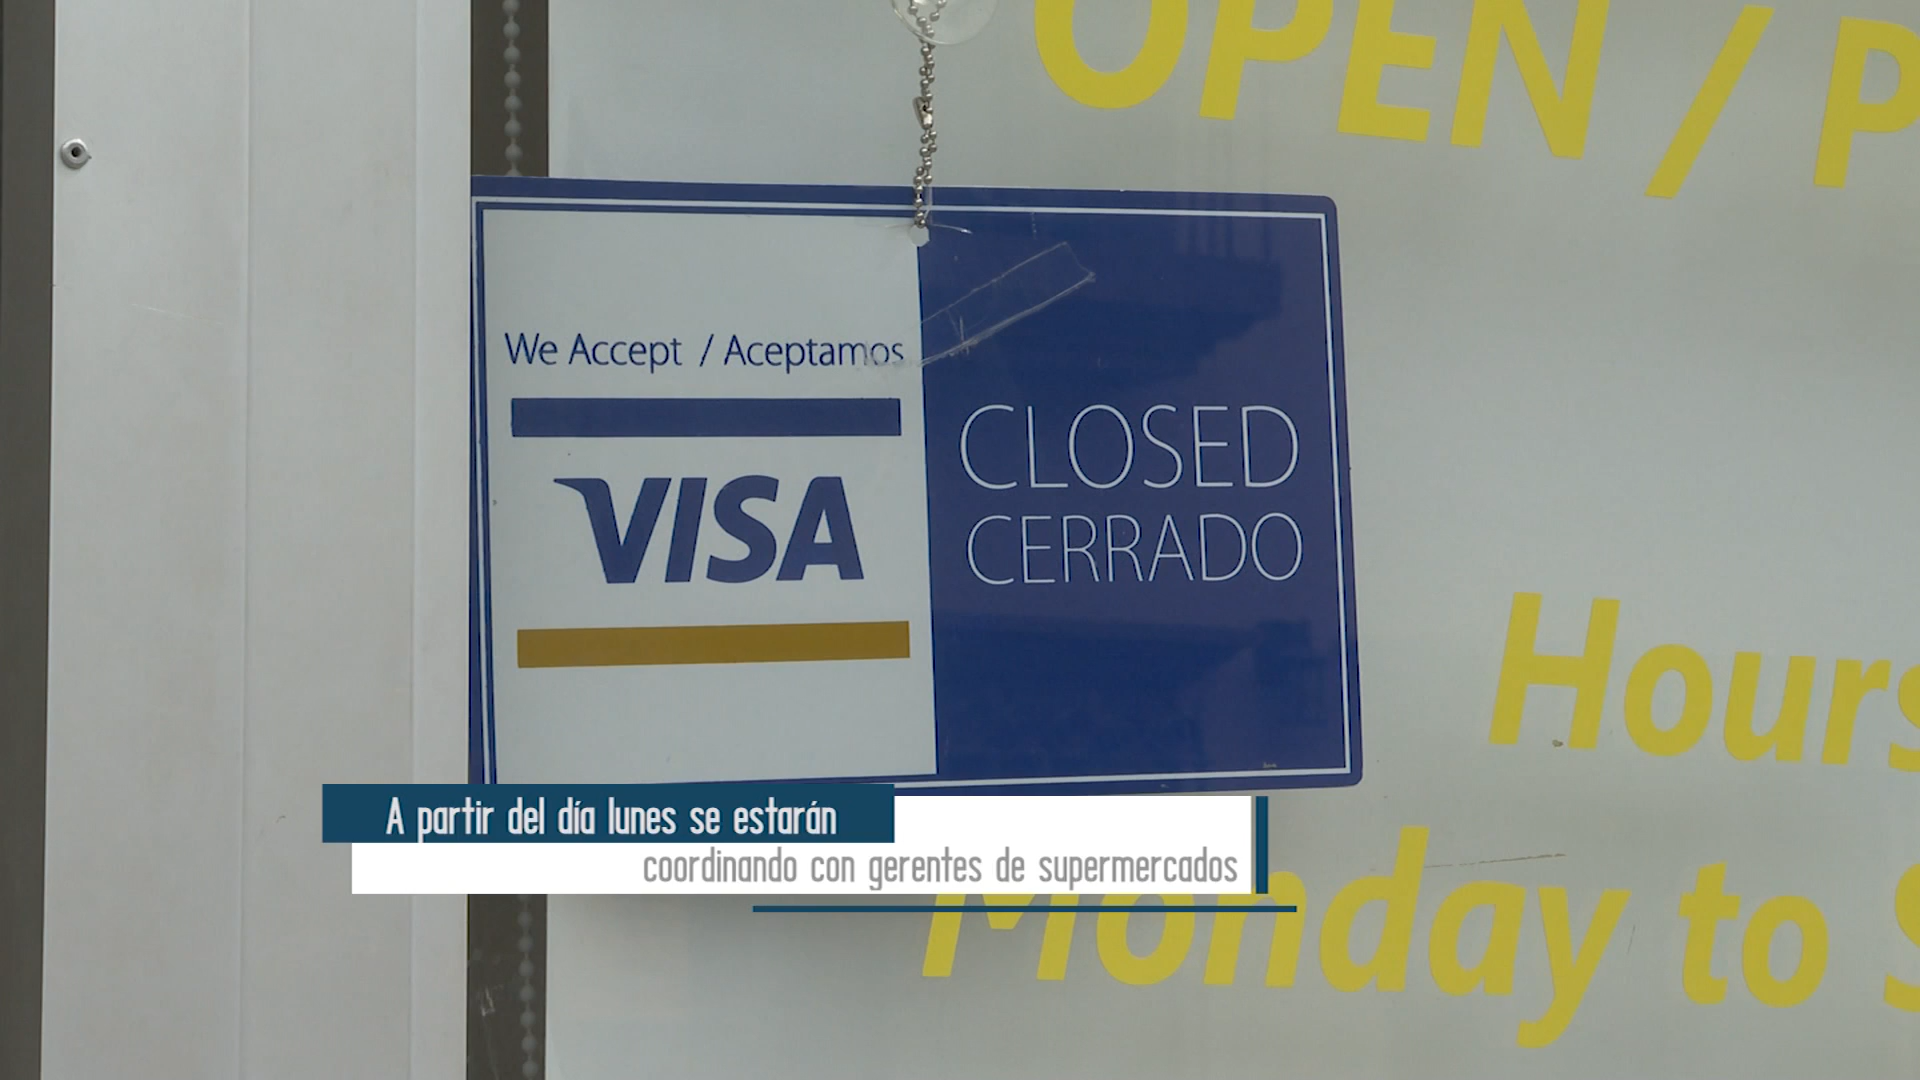 OPEN / P
We Accept / Aceptamos
VISA
CLOSED
CERRADO
Hours
Monday to S
A partir del día lunes se estarán
coordinando con gerentes de supermercados